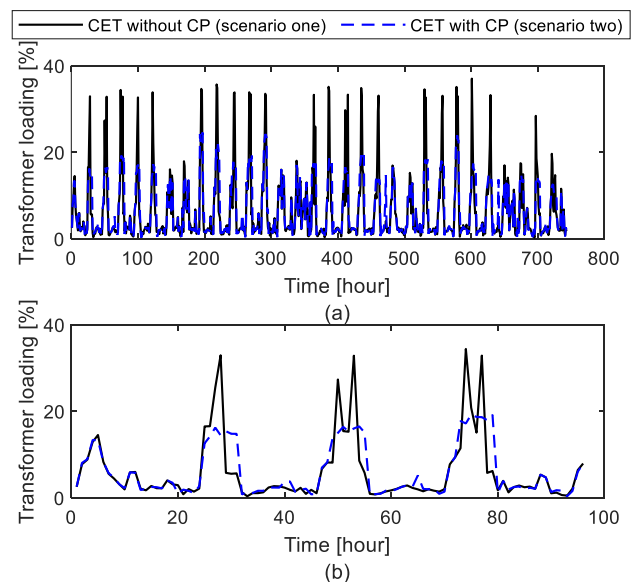 CET without CP (scenario one) CET with CP (scenario two)
Transformer loading [%]
40
20
0
0 100 200 300 400 500 600 700 800
Time [hour]
(a)
Transformer loading [%]
40
20
0
0 20 40 60 80 100
Time [hour]
(b)